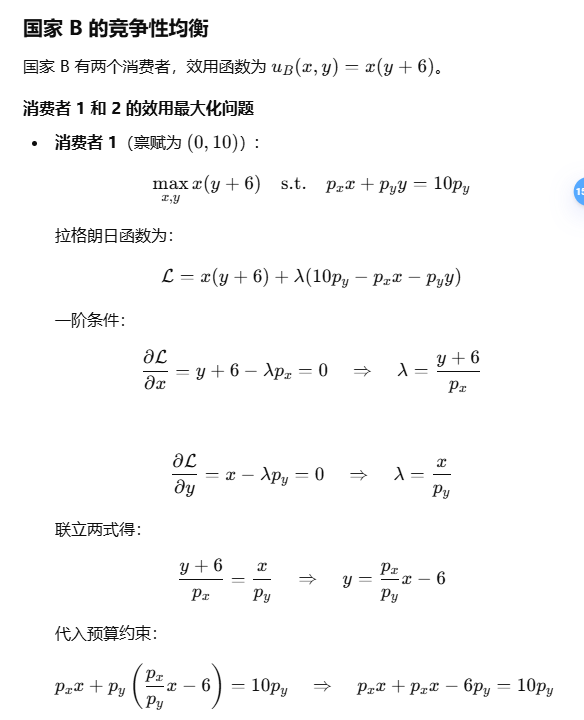 国家 B 的竞争性均衡
国家 B 有两个消费者，效用函数为 $u_B(x, y) = x(y + 6)$。
消费者 1 和 2 的效用最大化问题
• 消费者 1（禀赋为 $(0, 10)$）：
$\max_{x,y} x(y + 6) \quad \text{s.t.} \quad p_x x + p_y y = 10p_y$
15
拉格朗日函数为：
$\mathcal{L} = x(y + 6) + \lambda(10p_y - p_x x - p_y y)$
一阶条件：
$\frac{\partial \mathcal{L}}{\partial x} = y + 6 - \lambda p_x = 0 \quad \Rightarrow \quad \lambda = \frac{y + 6}{p_x}$
$\frac{\partial \mathcal{L}}{\partial y} = x - \lambda p_y = 0 \quad \Rightarrow \quad \lambda = \frac{x}{p_y}$
联立两式得：
$\frac{y + 6}{p_x} = \frac{x}{p_y} \quad \Rightarrow \quad y = \frac{p_x}{p_y} x - 6$
代入预算约束：
$p_x x + p_y \left( \frac{p_x}{p_y} x - 6 \right) = 10p_y \quad \Rightarrow \quad p_x x + p_x x - 6p_y = 10p_y$